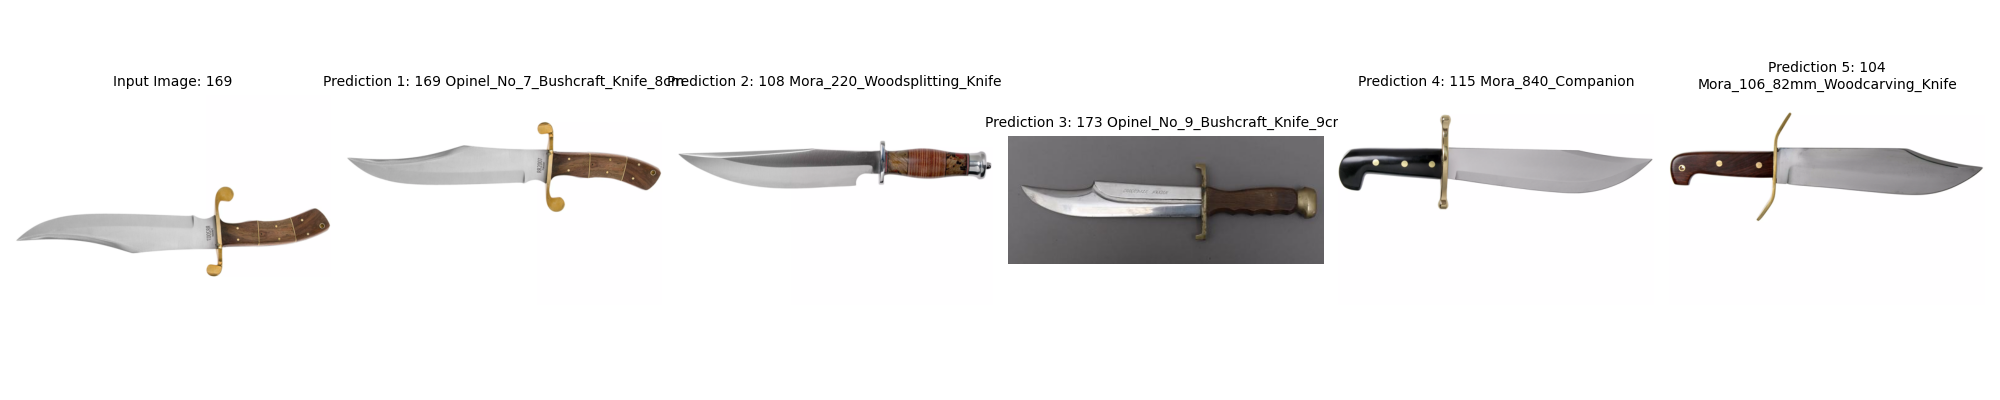 Input Image: 169
Prediction 1: 169 Opinel_No_7_Bushcraft_Knife_8cm
Prediction 2: 108 Mora_220_Woodsplitting_Knife
Prediction 3: 173 Opinel_No_9_Bushcraft_Knife_9cm
Prediction 4: 115 Mora_840_Companion
Prediction 5: 104
Mora_106_82mm_Woodcarving_Knife